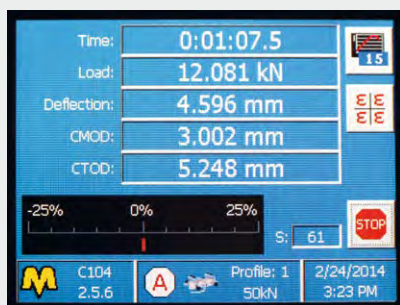 Time: 0:01:07.5
Load: 12.081 kN
15
Deflection: 4.596 mm
ε ε
ε ε
CMOD: 3.002 mm
CTOD: 5.248 mm
-25% 0% 25%
S: 61
STOP
C104
2.5.6
A
Profile: 1
50kN
2/24/2014
3:23 PM